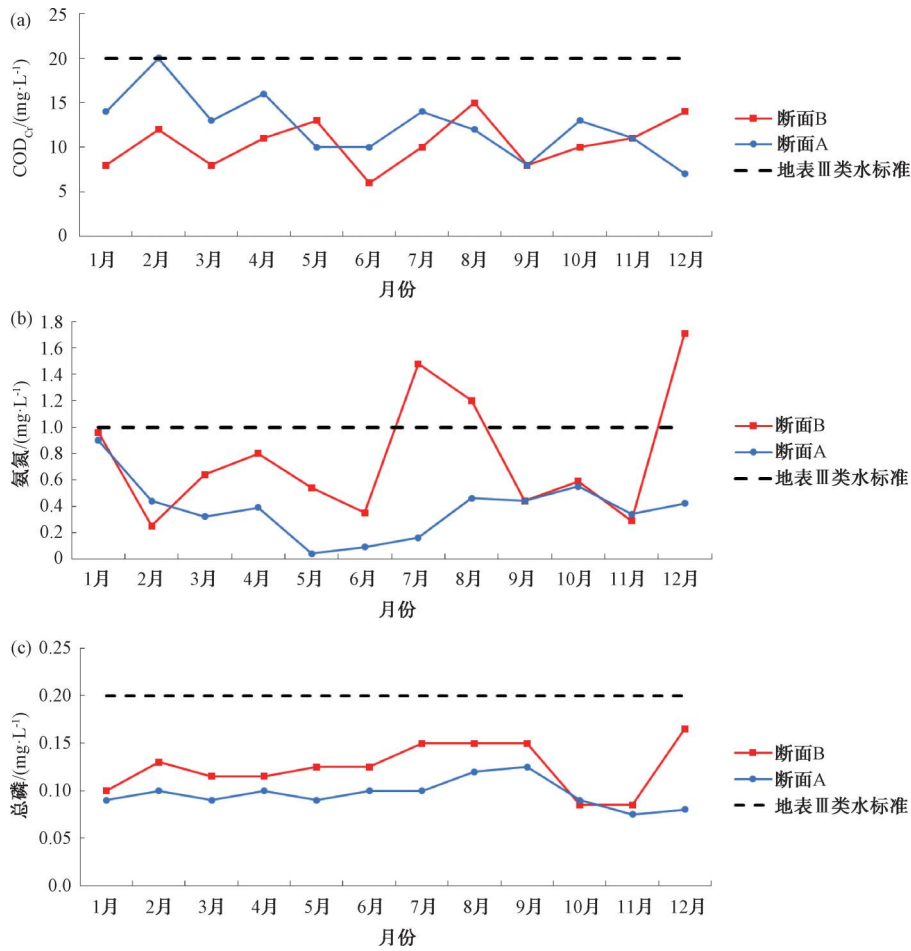 (a)
COD_Cr/(mg·L⁻¹)
25
20
15
10
5
0
1月 2月 3月 4月 5月 6月 7月 8月 9月 10月 11月 12月
月份
断面B
断面A
地表Ⅲ类水标准
(b)
氨氮/(mg·L⁻¹)
1.8
1.6
1.4
1.2
1.0
0.8
0.6
0.4
0.2
0
1月 2月 3月 4月 5月 6月 7月 8月 9月 10月 11月 12月
月份
断面B
断面A
地表Ⅲ类水标准
(c)
总磷/(mg·L⁻¹)
0.25
0.20
0.15
0.10
0.05
0.0
1月 2月 3月 4月 5月 6月 7月 8月 9月 10月 11月 12月
月份
断面B
断面A
地表Ⅲ类水标准